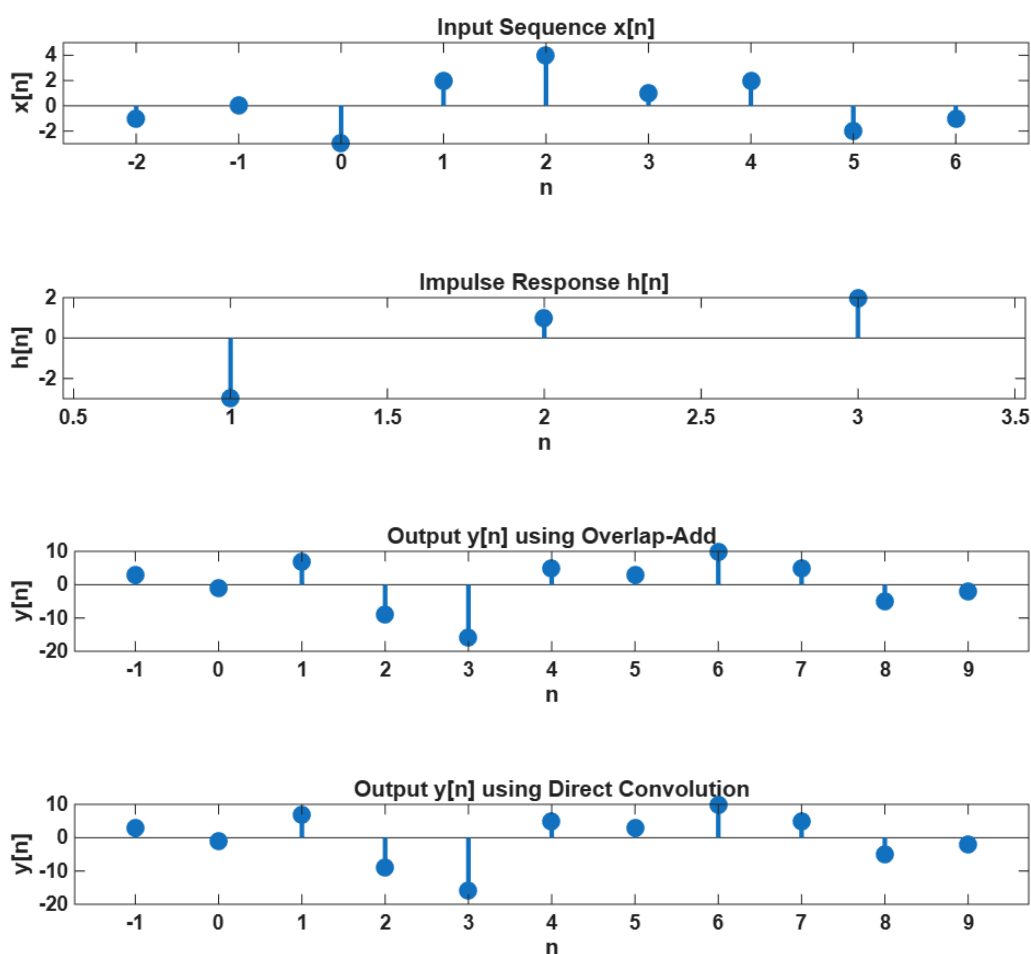 Input Sequence x[n]
x[n]
4
2
0
-2
-2 -1 0 1 2 3 4 5 6
n
Impulse Response h[n]
h[n]
2
0
-2
0.5 1 1.5 2 2.5 3 3.5
n
Output y[n] using Overlap-Add
y[n]
10
0
-10
-20
-1 0 1 2 3 4 5 6 7 8 9
n
Output y[n] using Direct Convolution
y[n]
10
0
-10
-20
-1 0 1 2 3 4 5 6 7 8 9
n